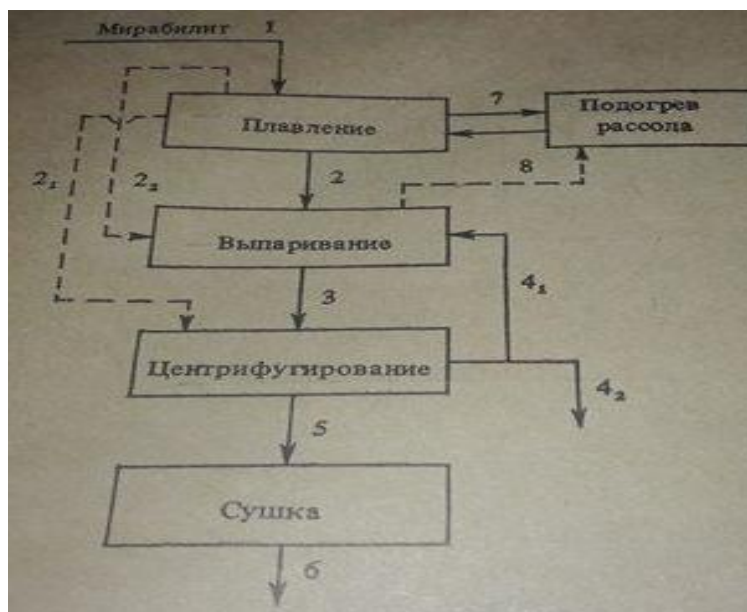 Мирабилит 1
Плавление
7
Подогрев
рассола
2₁
2₂
2
8
Выпаривание
3
4₁
Центрифугирование
4₂
5
Сушка
6